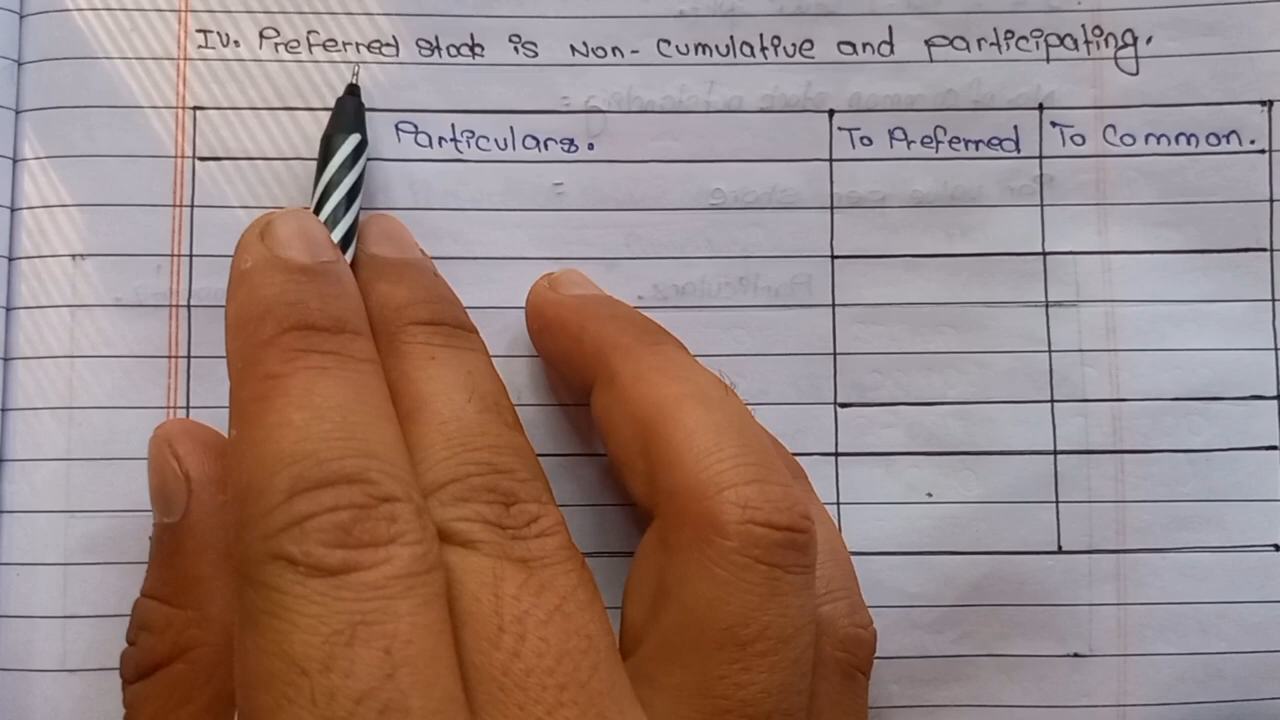 IV. Preferred stock is Non-cumulative and participating.
Particulars. To Preferred To Common.